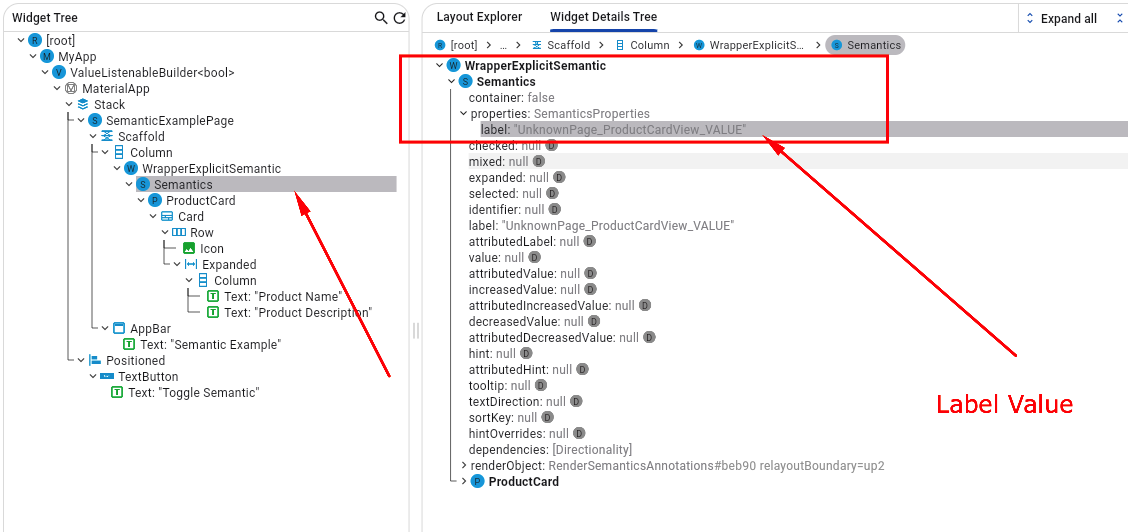 Widget Tree
[root]
MyApp
ValueListenableBuilder<bool>
MaterialApp
Stack
SemanticExamplePage
Scaffold
Column
WrapperExplicitSemantic
Semantics
ProductCard
Card
Row
Icon
Expanded
Column
Text: "Product Name"
Text: "Product Description"
AppBar
Text: "Semantic Example"
Positioned
TextButton
Text: "Toggle Semantic"
Layout Explorer Widget Details Tree Expand all
[root] > ... > Scaffold > Column > WrapperExplicitS... > Semantics
WrapperExplicitSemantic
Semantics
container: false
properties: SemanticsProperties
label: "UnknownPage_ProductCardView_VALUE"
checked: null
mixed: null
expanded: null
selected: null
identifier: null
label: "UnknownPage_ProductCardView_VALUE"
attributedLabel: null
value: null
attributedValue: null
increasedValue: null
attributedIncreasedValue: null
decreasedValue: null
attributedDecreasedValue: null
hint: null
attributedHint: null
tooltip: null
textDirection: null
sortKey: null
hintOverrides: null
dependencies: [Directionality]
renderObject: RenderSemanticsAnnotations#beb90 relayoutBoundary=up2
ProductCard
Label Value